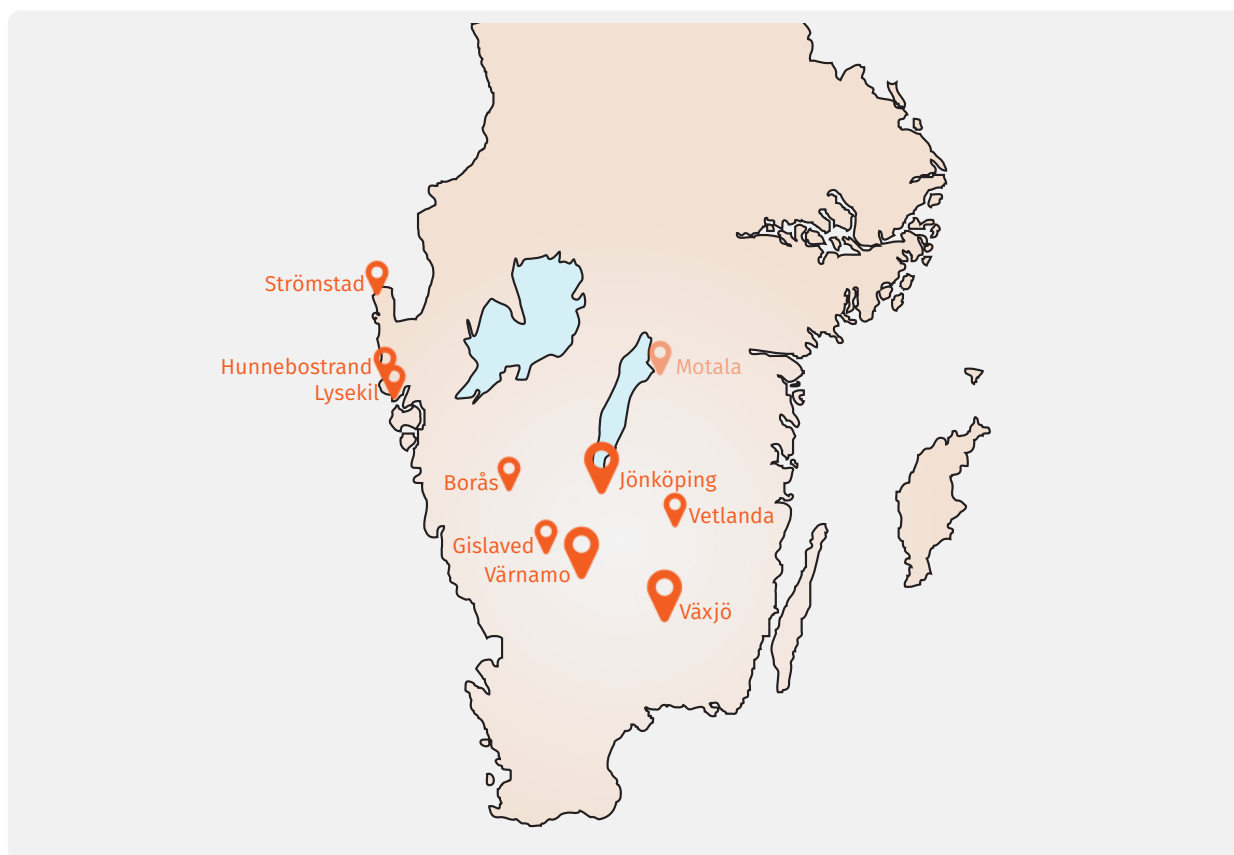 Strömstad
Hunnebostrand
Motala
Lysekil
Jönköping
Borås
Vetlanda
Gislaved
Värnamo
Växjö